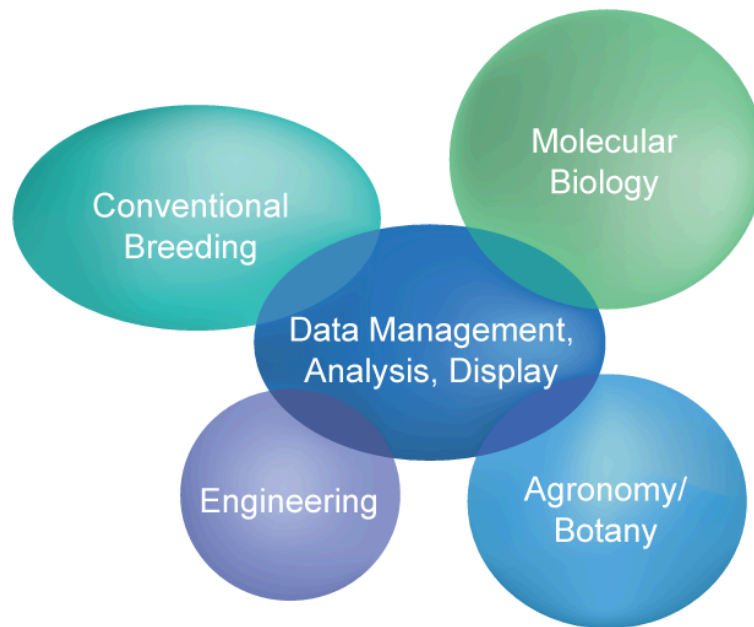 Molecular
Biology
Conventional
Breeding
Data Management,
Analysis, Display
Engineering
Agronomy/
Botany